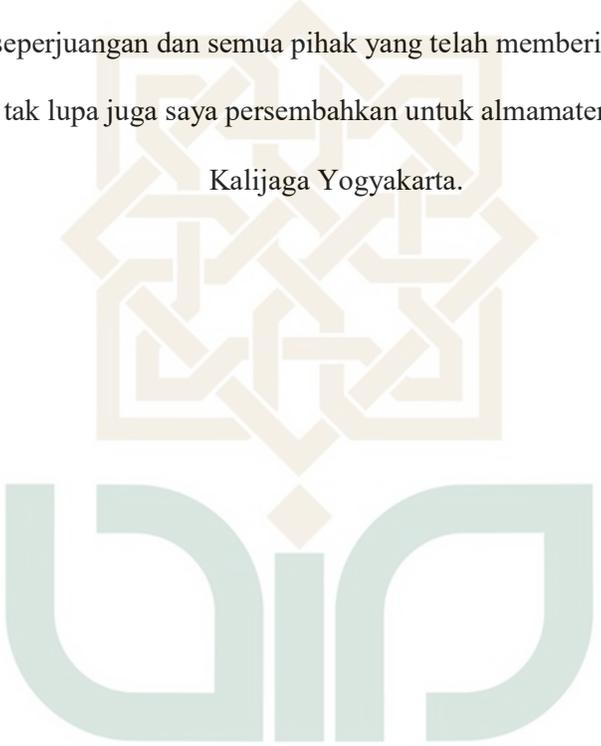 seperjuangan dan semua pihak yang telah memberi
tak lupa juga saya persembahkan untuk almamater
Kalijaga Yogyakarta.